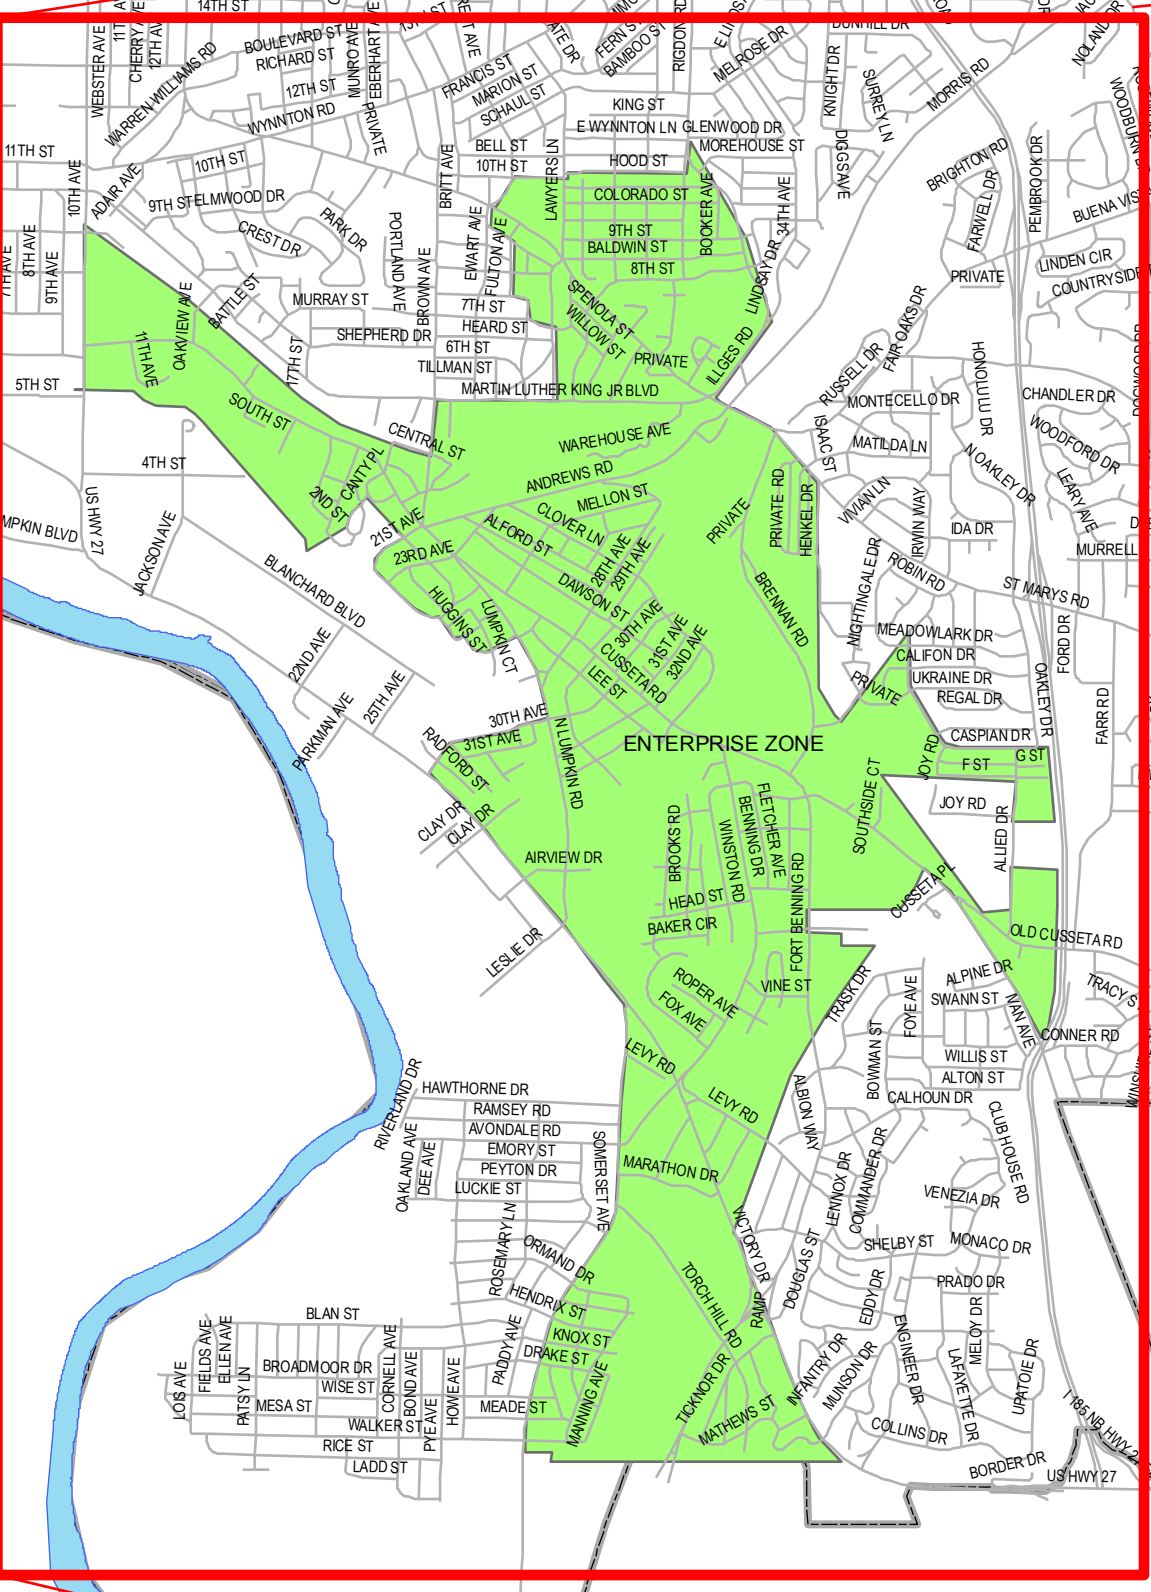 14TH ST
DUNHILL DR
WEBSTER AVE
CHERRY AVE
12TH AV
WARREN WILLIAMS RD
BOULEVARD ST
RICHARD ST
MUNRO AVE
EBERHART AVE
12TH ST
WYNNTON RD
PRIVATE
FRANCIS ST
MARION ST
SCHAUL ST
FERN ST
BAMBOO ST
RIGDON RD
MELROSE DR
KNIGHT DR
SURREY LN
MORRIS RD
NOLAND DR
KING ST
E WYNNTON LN
GLENWOOD DR
MOREHOUSE ST
DIGGS AVE
11TH ST
10TH AVE
ADAIR AVE
10TH ST
BELL ST
10TH ST
BRITT AVE
LAWYERS LN
HOOD ST
BRIGHTON RD
FARWELL DR
PEMBROOK DR
BUENA VIS
9TH ST
ELMWOOD DR
CREST DR
PARK DR
PORTLAND AVE
BROWN AVE
EWART AVE
FULTON AVE
COLORADO ST
9TH ST
BALDWIN ST
8TH ST
BOOKER AVE
34TH AVE
LINDSAY DR
PRIVATE
LINDEN CIR
COUNTRYSIDE
7TH AVE
8TH AVE
9TH AVE
OAKVIEW AVE
BATTLE ST
MURRAY ST
SHEPHERD DR
17TH ST
7TH ST
HEARD ST
6TH ST
TILLMAN ST
SPENOLA ST
WILLOW ST
PRIVATE
ILLGES RD
RUSSELL DR
FAIR OAKS DR
HONOLULU DR
5TH ST
11TH AVE
SOUTH ST
MARTIN LUTHER KING JR BLVD
MONTECELLO DR
CHANDLER DR
DOGWOOD DR
WOODFORD DR
CENTRAL ST
WAREHOUSE AVE
ISAAC ST
MATILDA LN
N OAKLEY DR
LEARY AVE
4TH ST
US HWY 27
CANTY PL
2ND ST
21ST AVE
ANDREWS RD
MELLON ST
CLOVER LN
ALFORD ST
PRIVATE
PRIVATE RD
HENKEL DR
VIVIAN LN
IRWIN WAY
IDA DR
MURRELL
MPKIN BLVD
JACKSON AVE
BLANCHARD BLVD
23RD AVE
28TH AVE
29TH AVE
DAWSON ST
BRENNAN RD
ROBIN RD
NIGHTINGALE DR
ST MARYS RD
HUGGINS ST
LUMPKIN CT
30TH AVE
31ST AVE
32ND AVE
CUSSETA RD
LEE ST
MEADOWLARK DR
CALIFON DR
UKRAINE DR
REGAL DR
PRIVATE
OAKLEY DR
FORD DR
FARR RD
22ND AVE
25TH AVE
PARKMAN AVE
30TH AVE
31ST AVE
RADFORD ST
N LUMPKIN RD
ENTERPRISE ZONE
CASPIAN DR
JOY RD
F ST
G ST
CLAY DR
CLAY DR
AIRVIEW DR
BROOKS RD
FLETCHER AVE
BENNING DR
WINSTON RD
SOUTHSIDE CT
JOY RD
ALLIED DR
HEAD ST
BAKER CIR
FORT BENNING RD
CUSSETA PL
OLD CUSSETA RD
LESLIE DR
ROPER AVE
FOX AVE
VINE ST
TRASK DR
FOYE AVE
ALPINE DR
SWANN ST
IVAN AVE
TRACY ST
CONNER RD
LEVY RD
LEVY RD
BOWMAN ST
WILLIS ST
ALTON ST
CALHOUN DR
ALBION WAY
RIVERLAND DR
HAWTHORNE DR
RAMSEY RD
AVONDALE RD
EMORY ST
PEYTON DR
LUCKIE ST
OAKLAND AVE
DEE AVE
SOMERSET AVE
MARATHON DR
CLUB HOUSE RD
LENNOX DR
COMMANDER DR
VENEZIA DR
ROSEMARY LN
ORMAND DR
VICTORY DR
DOUGLAS ST
SHELBY ST
MONACO DR
TORCH HILL RD
RAMP
EDDY DR
PRADO DR
BLAN ST
HENDRIX ST
KNOX ST
DRAKE ST
PADDY AVE
ENGINEER DR
MELOY DR
LAFAYETTE DR
UPATOIE DR
LOIS AVE
FIELDS AVE
ELLEN AVE
PATSY LN
BROADMOOR DR
WISE ST
MESA ST
WALKER ST
RICE ST
LADD ST
CORNELL AVE
BOND AVE
PYE AVE
HOWE AVE
MEADE ST
MANNING AVE
TICKNOR DR
MATHEWS ST
INFANTRY DR
MUNSON DR
COLLINS DR
BORDER DR
US HWY 27
I 185 NB HWY 27